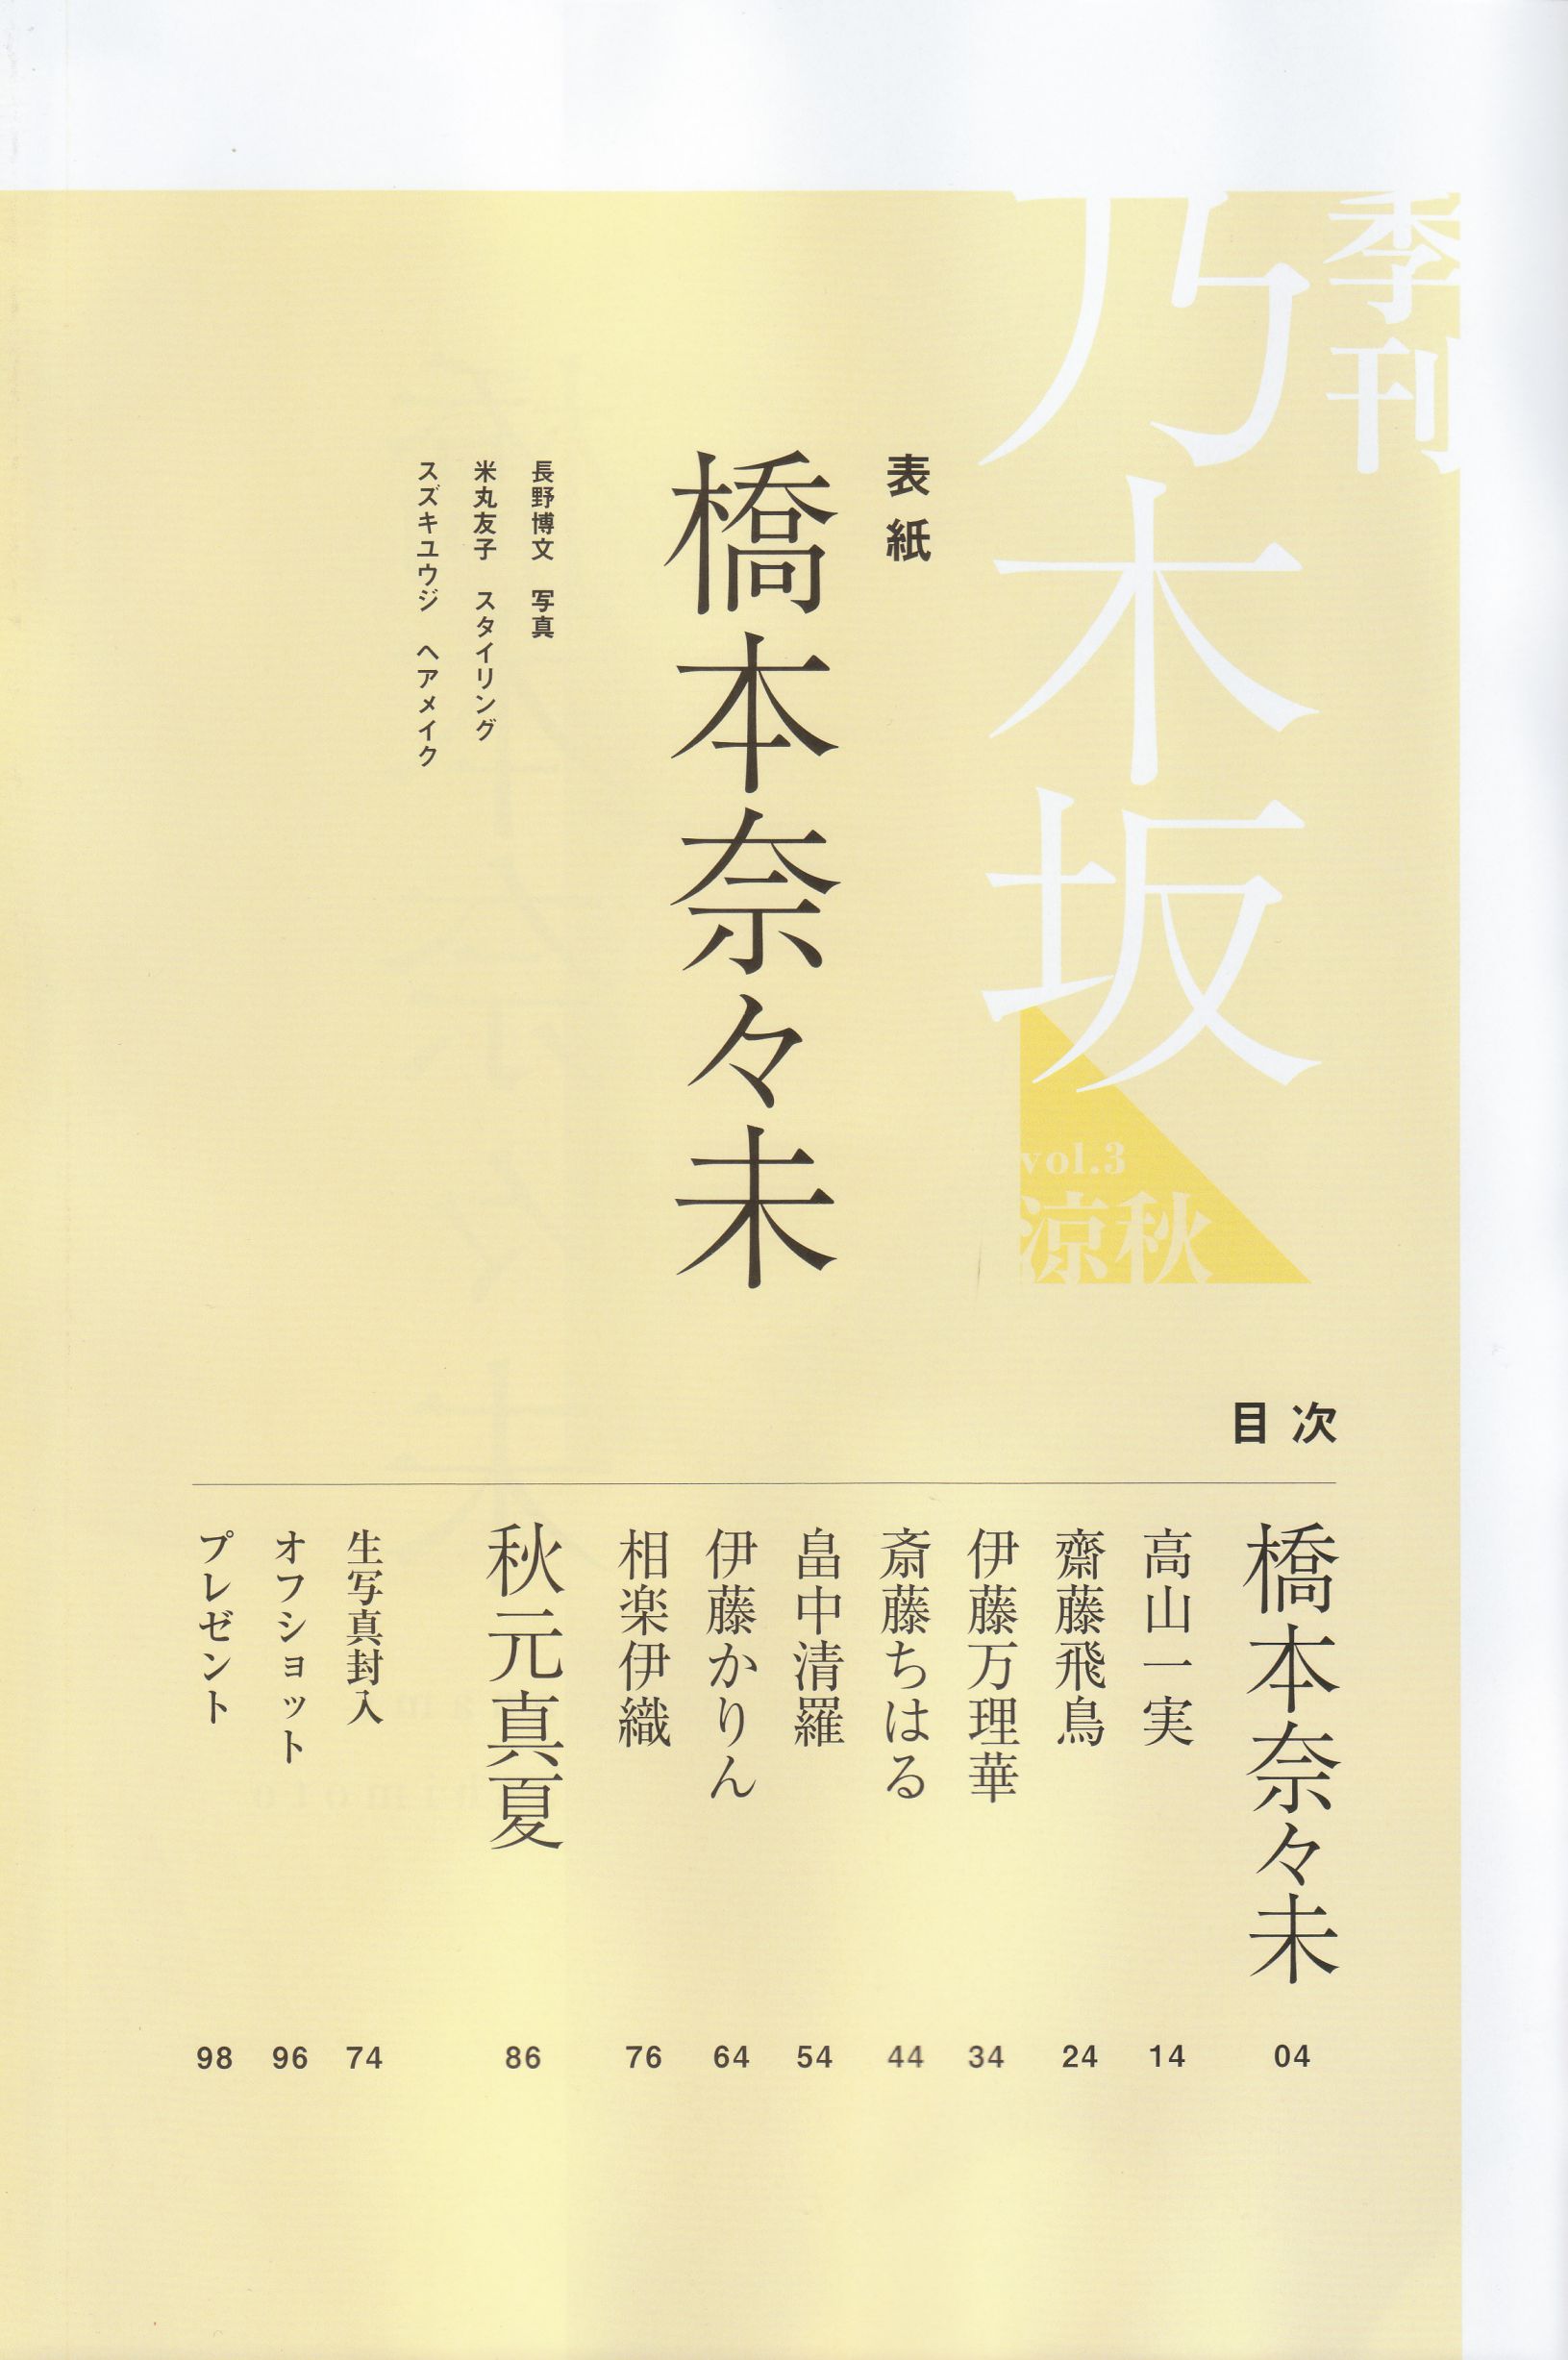 季刊
乃木坂
vol.3
涼秋
表紙
橋本奈々未
長野博文 写真
米丸友子 スタイリング
スズキユウジ ヘアメイク
目次
橋本奈々未 04
高山一実 14
齋藤飛鳥 24
伊藤万理華 34
斎藤ちはる 44
畠中清羅 54
伊藤かりん 64
相楽伊織 76
秋元真夏 86
生写真封入 74
オフショット 96
プレゼント 98